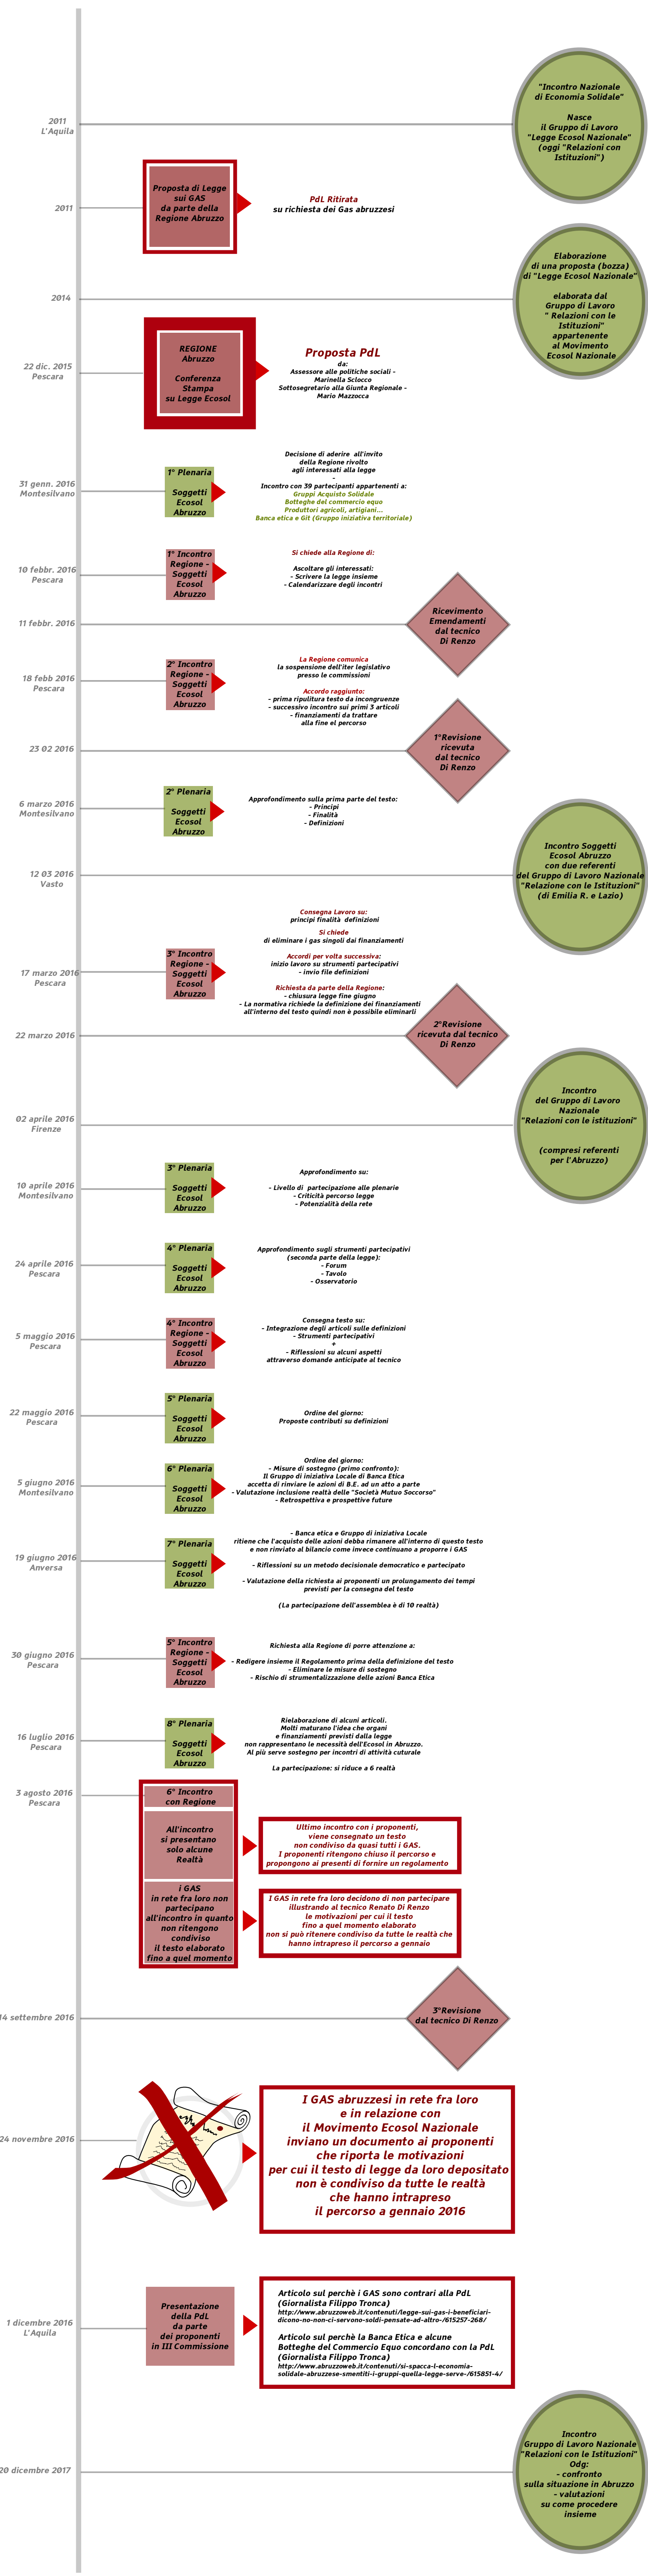 2011
L'Aquila
"Incontro Nazionale
di Economia Solidale"
Nasce
il Gruppo di Lavoro
"Legge Ecosol Nazionale"
(oggi "Relazioni con
Istituzioni")
2011
Proposta di Legge
sui GAS
da parte della
Regione Abruzzo
PdL Ritirata
su richiesta dei Gas abruzzesi
2014
Elaborazione
di una proposta (bozza)
di "Legge Ecosol Nazionale"
elaborata dal
Gruppo di Lavoro
" Relazioni con le
Istituzioni"
appartenente
al Movimento
Ecosol Nazionale
22 dic. 2015
Pescara
REGIONE
Abruzzo
Conferenza
Stampa
su Legge Ecosol
Proposta PdL
da:
Assessore alle politiche sociali -
Marinella Sclocco
Sottosegretario alla Giunta Regionale -
Mario Mazzocca
31 genn. 2016
Montesilvano
1° Plenaria
Soggetti
Ecosol
Abruzzo
Decisione di aderire all'invito
della Regione rivolto
agli interessati alla legge
-
Incontro con 39 partecipanti appartenenti a:
Gruppi Acquisto Solidale
Botteghe del commercio equo
Produttori agricoli, artigiani...
Banca etica e Git (Gruppo iniziativa territoriale)
10 febbr. 2016
Pescara
1° Incontro
Regione -
Soggetti
Ecosol
Abruzzo
Si chiede alla Regione di:
Ascoltare gli interessati:
- Scrivere la legge insieme
- Calendarizzare degli incontri
11 febbr. 2016
Ricevimento
Emendamenti
dal tecnico
Di Renzo
18 febb 2016
Pescara
2° Incontro
Regione -
Soggetti
Ecosol
Abruzzo
La Regione comunica
la sospensione dell'iter legislativo
presso le commissioni
Accordo raggiunto:
- prima ripulitura testo da incongruenze
- successivo incontro sui primi 3 articoli
- finanziamenti da trattare
alla fine el percorso
23 02 2016
1°Revisione
ricevuta
dal tecnico
Di Renzo
6 marzo 2016
Montesilvano
2° Plenaria
Soggetti
Ecosol
Abruzzo
Approfondimento sulla prima parte del testo:
- Principi
- Finalità
- Definizioni
12 03 2016
Vasto
Incontro Soggetti
Ecosol Abruzzo
con due referenti
del Gruppo di Lavoro Nazionale
"Relazione con le Istituzioni"
(di Emilia R. e Lazio)
17 marzo 2016
Pescara
3° Incontro
Regione -
Soggetti
Ecosol
Abruzzo
Consegna Lavoro su:
principi finalità definizioni
Si chiede
di eliminare i gas singoli dai finanziamenti
Accordi per volta successiva:
inizio lavoro su strumenti partecipativi
- invio file definizioni
Richiesta da parte della Regione:
- chiusura legge fine giugno
- La normativa richiede la definizione dei finanziamenti
all'interno del testo quindi non è possibile eliminarli
22 marzo 2016
2°Revisione
ricevuta dal tecnico
Di Renzo
02 aprile 2016
Firenze
Incontro
del Gruppo di Lavoro
Nazionale
"Relazioni con le istituzioni"
(compresi referenti
per l'Abruzzo)
10 aprile 2016
Montesilvano
3° Plenaria
Soggetti
Ecosol
Abruzzo
Approfondimento su:
- Livello di partecipazione alle plenarie
- Criticità percorso legge
- Potenzialità della rete
24 aprile 2016
Pescara
4° Plenaria
Soggetti
Ecosol
Abruzzo
Approfondimento sugli strumenti partecipativi
(seconda parte della legge):
- Forum
- Tavolo
- Osservatorio
5 maggio 2016
Pescara
4° Incontro
Regione -
Soggetti
Ecosol
Abruzzo
Consegna testo su:
- Integrazione degli articoli sulle definizioni
- Strumenti partecipativi
+
- Riflessioni su alcuni aspetti
attraverso domande anticipate al tecnico
22 maggio 2016
Pescara
5° Plenaria
Soggetti
Ecosol
Abruzzo
Ordine del giorno:
Proposte contributi su definizioni
5 giugno 2016
Montesilvano
6° Plenaria
Soggetti
Ecosol
Abruzzo
Ordine del giorno:
- Misure di sostegno (primo confronto):
Il Gruppo di iniziativa Locale di Banca Etica
accetta di rinviare le azioni di B.E. ad un atto a parte
- Valutazione inclusione realtà delle "Società Mutuo Soccorso"
- Retrospettiva e prospettive future
19 giugno 2016
Anversa
7° Plenaria
Soggetti
Ecosol
Abruzzo
- Banca etica e Gruppo di iniziativa Locale
ritiene che l'acquisto delle azioni debba rimanere all'interno di questo testo
e non rinviato al bilancio come invece continuano a proporre i GAS
- Riflessioni su un metodo decisionale democratico e partecipato
- Valutazione della richiesta ai proponenti un prolungamento dei tempi
previsti per la consegna del testo
(La partecipazione dell'assemblea è di 10 realtà)
30 giugno 2016
Pescara
5° Incontro
Regione -
Soggetti
Ecosol
Abruzzo
Richiesta alla Regione di porre attenzione a:
- Redigere insieme il Regolamento prima della definizione del testo
- Eliminare le misure di sostegno
- Rischio di strumentalizzazione delle azioni Banca Etica
16 luglio 2016
Pescara
8° Plenaria
Soggetti
Ecosol
Abruzzo
Rielaborazione di alcuni articoli.
Molti maturano l'idea che organi
e finanziamenti previsti dalla legge
non rappresentano le necessità dell'Ecosol in Abruzzo.
Al più serve sostegno per incontri di attività cuturale
La partecipazione: si riduce a 6 realtà
3 agosto 2016
Pescara
6° Incontro
con Regione
All'incontro
si presentano
solo alcune
Realtà
Ultimo incontro con i proponenti,
viene consegnato un testo
non condiviso da quasi tutti i GAS.
I proponenti ritengono chiuso il percorso e
propongono ai presenti di fornire un regolamento
i GAS
in rete fra loro non
partecipano
all'incontro in quanto
non ritengono
condiviso
il testo elaborato
fino a quel momento
I GAS in rete fra loro decidono di non partecipare
illustrando al tecnico Renato Di Renzo
le motivazioni per cui il testo
fino a quel momento elaborato
non si può ritenere condiviso da tutte le realtà che
hanno intrapreso il percorso a gennaio
14 settembre 2016
3°Revisione
dal tecnico Di Renzo
24 novembre 2016
I GAS abruzzesi in rete fra loro
e in relazione con
il Movimento Ecosol Nazionale
inviano un documento ai proponenti
che riporta le motivazioni
per cui il testo di legge da loro depositato
non è condiviso da tutte le realtà
che hanno intrapreso
il percorso a gennaio 2016
1 dicembre 2016
L'Aquila
Presentazione
della PdL
da parte
dei proponenti
in III Commissione
Articolo sul perchè i GAS sono contrari alla PdL
(Giornalista Filippo Tronca)
http://www.abruzzoweb.it/contenuti/legge-sui-gas-i-beneficiari-
dicono-no-non-ci-servono-soldi-pensate-ad-altro-/615257-268/
Articolo sul perchè la Banca Etica e alcune
Botteghe del Commercio Equo concordano con la PdL
(Giornalista Filippo Tronca)
http://www.abruzzoweb.it/contenuti/si-spacca-l-economia-
solidale-abruzzese-smentiti-i-gruppi-quella-legge-serve-/615851-4/
20 dicembre 2017
Incontro
Gruppo di Lavoro Nazionale
"Relazioni con le Istituzioni"
Odg:
- confronto
sulla situazione in Abruzzo
- valutazioni
su come procedere
insieme